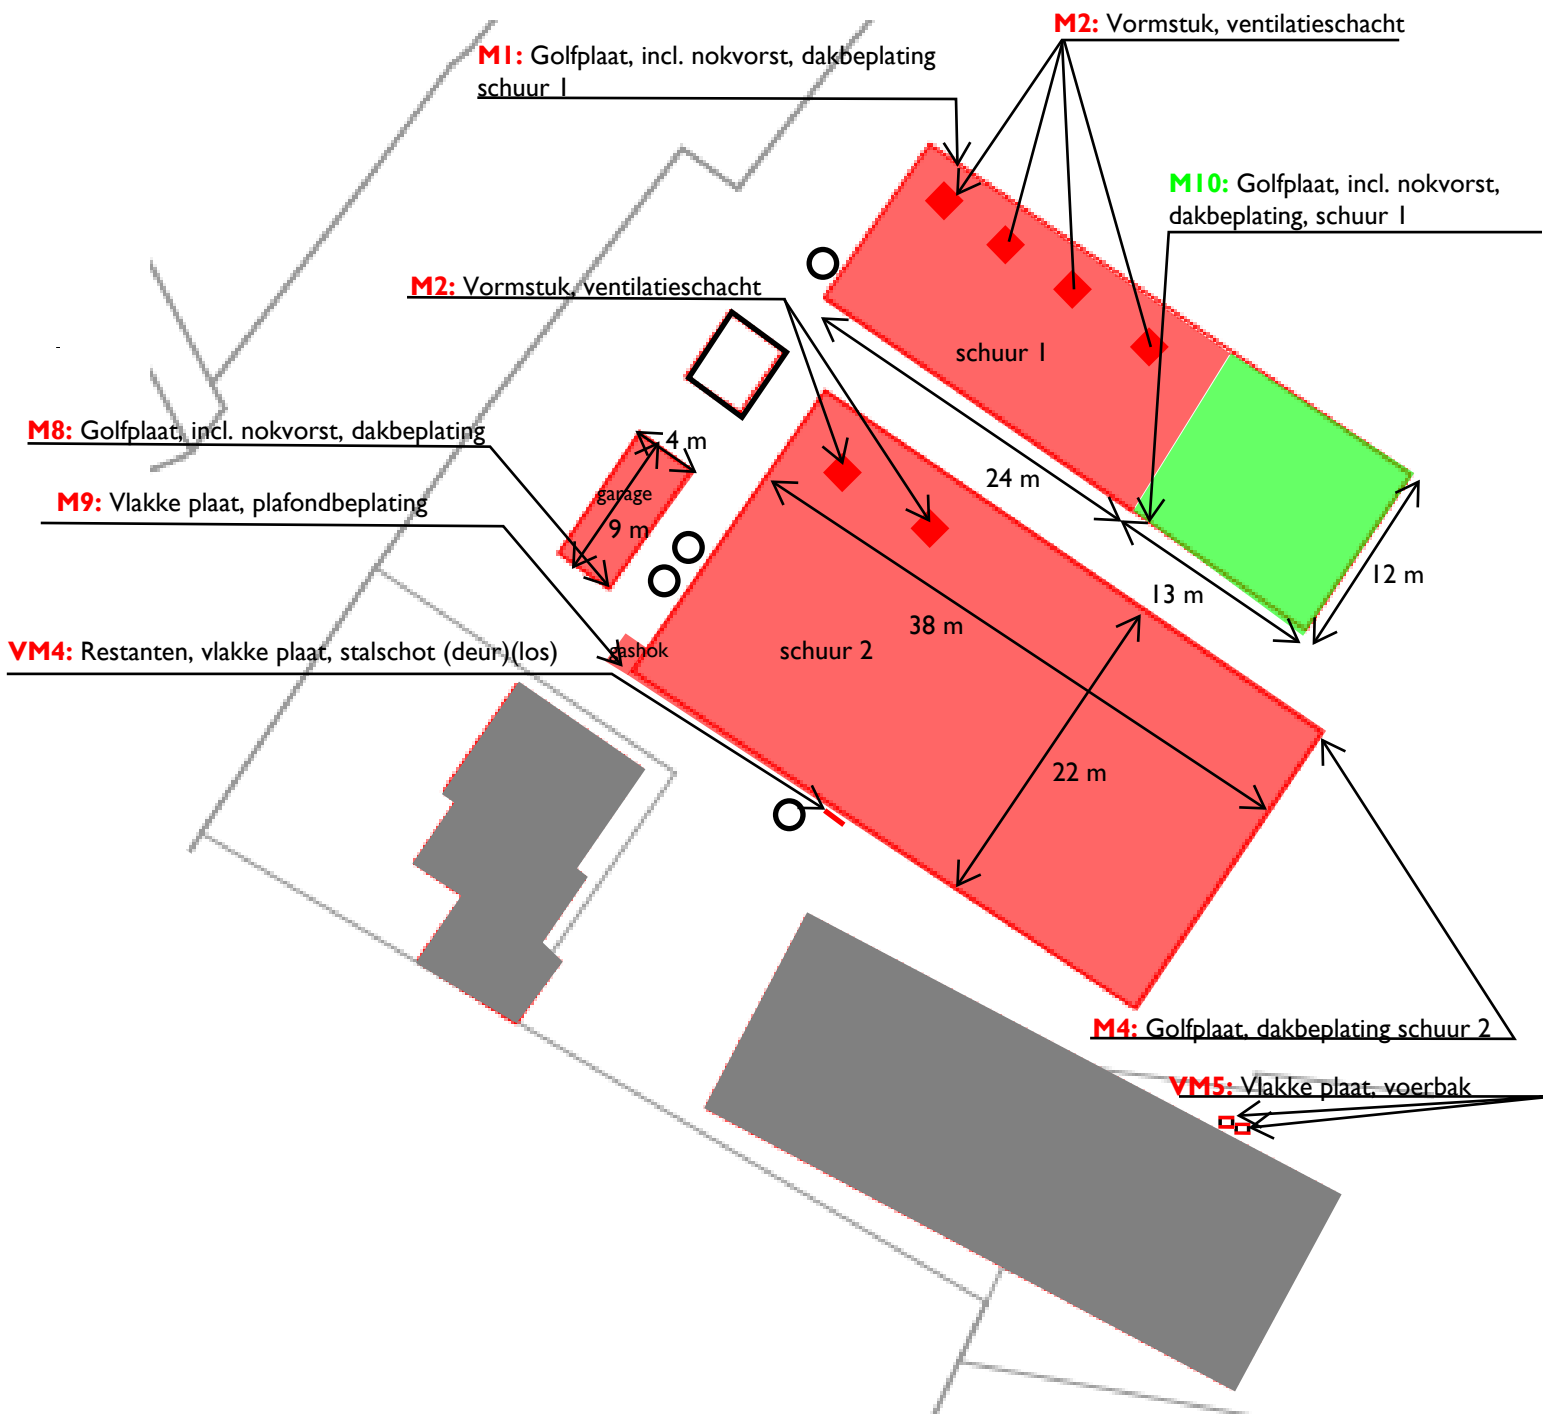 M2: Vormstuk, ventilatieschacht
M1: Golfplaat, incl. nokvorst, dakbeplating
schuur 1
M10: Golfplaat, incl. nokvorst,
dakbeplating, schuur 1
M2: Vormstuk, ventilatieschacht
schuur 1
M8: Golfplaat, incl. nokvorst, dakbeplating
4 m
24 m
garage
M9: Vlakke plaat, plafondbeplating
9 m
12 m
13 m
38 m
VM4: Restanten, vlakke plaat, stalschot (deur)(los)
gashok
schuur 2
22 m
M4: Golfplaat, dakbeplating schuur 2
VM5: Vlakke plaat, voerbak